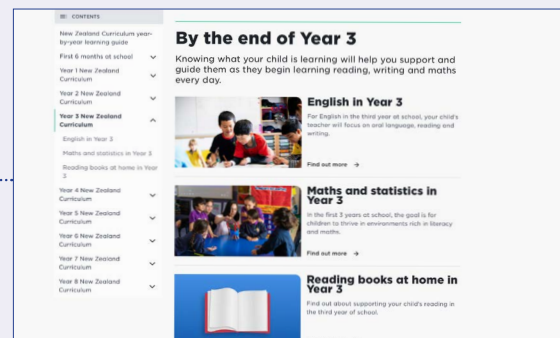 CONTENTS
New Zealand Curriculum year-
by-year learning guide
First 6 months at school
Year 1 New Zealand
Curriculum
Year 2 New Zealand
Curriculum
Year 3 New Zealand
Curriculum
English in Year 3
Maths and statistics in Year 3
Reading books at home in Year
3
Year 4 New Zealand
Curriculum
Year 5 New Zealand
Curriculum
Year 6 New Zealand
Curriculum
Year 7 New Zealand
Curriculum
Year 8 New Zealand
Curriculum
By the end of Year 3
Knowing what your child is learning will help you support and
guide them as they begin learning reading, writing and maths
every day.
English in Year 3
For English in the third year at school, your child's
teacher will focus on oral language, reading and
writing.
Find out more →
Maths and statistics in
Year 3
In the first 3 years at school, the goal is for
children to thrive in environments rich in literacy
and maths.
Find out more →
Reading books at home in
Year 3
Find out about supporting your child's reading in
the third year of school.